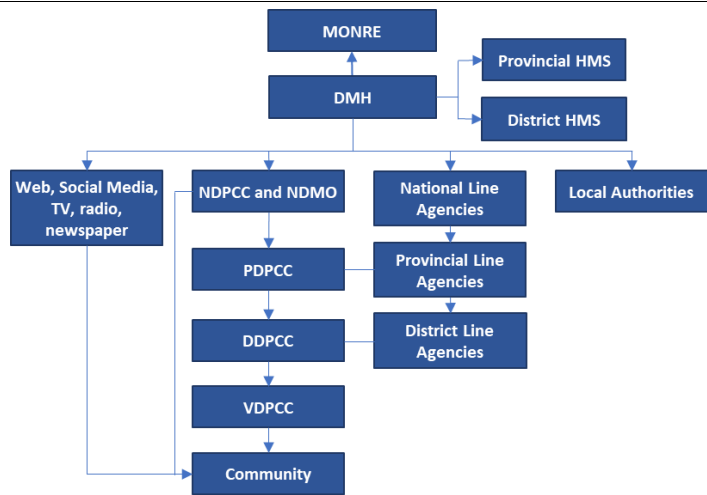 MONRE
Provincial HMS
DMH
District HMS
Web, Social Media,
TV, radio,
newspaper
NDPCC and NDMO
National Line
Agencies
Local Authorities
PDPCC
Provincial Line
Agencies
DDPCC
District Line
Agencies
VDPCC
Community